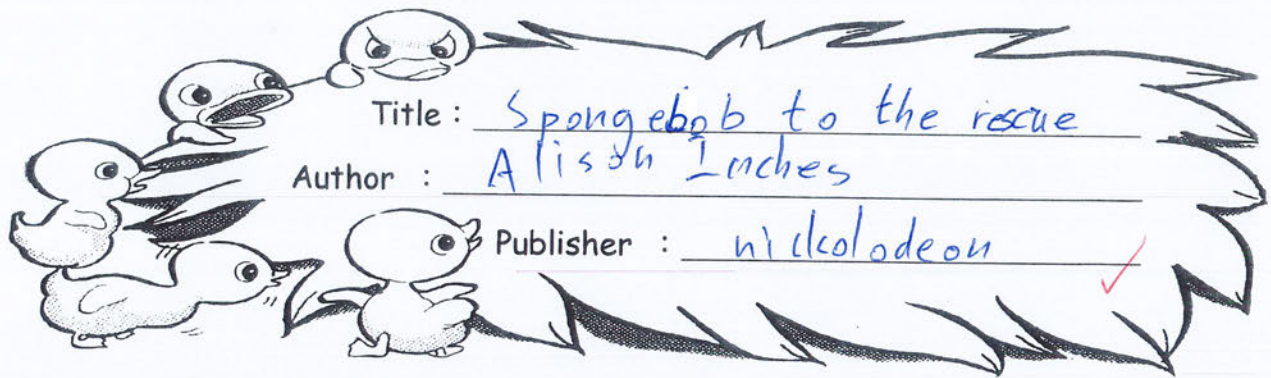 Title : Spongebob to the rescue
Author : Alison Inches
Publisher : nickolodeon